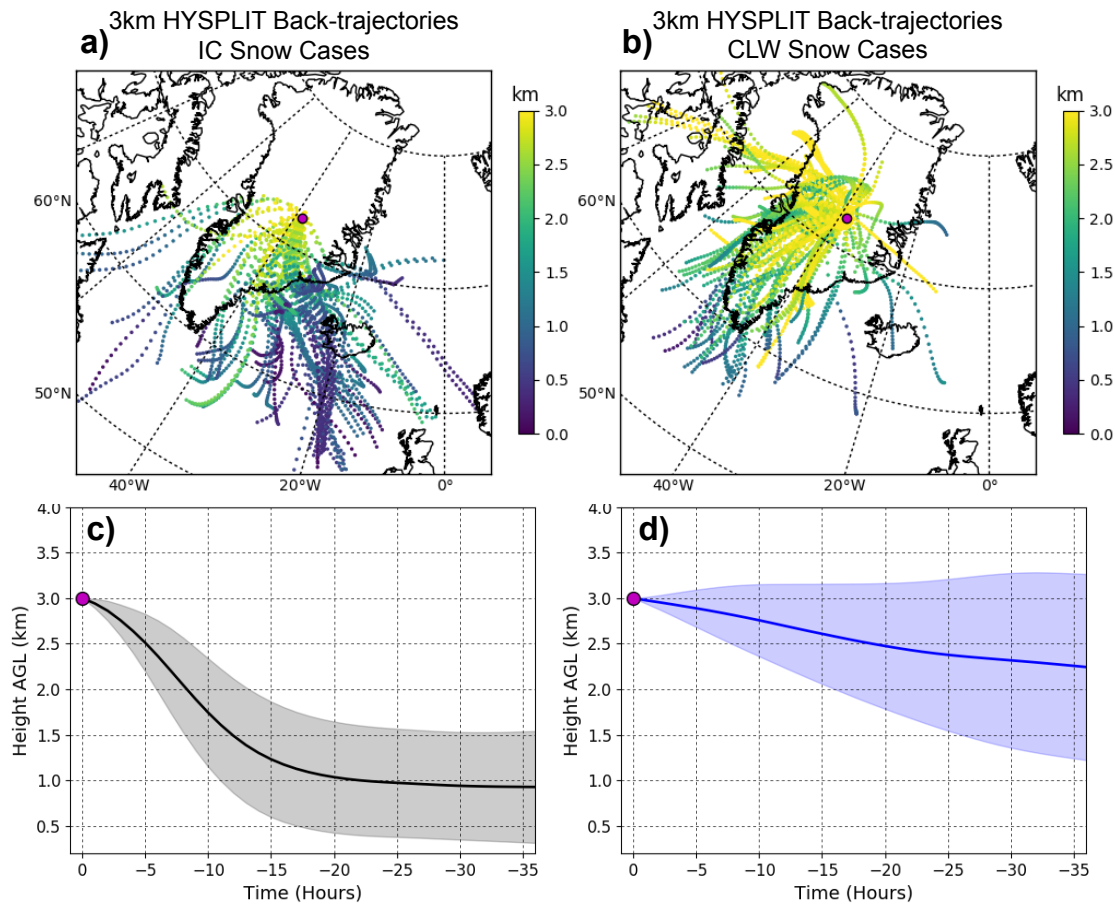 3km HYSPLIT Back-trajectories
IC Snow Cases
a)
km
3.0
2.5
2.0
1.5
1.0
0.5
0.0
60°N
50°N
40°W
20°W
0°
3km HYSPLIT Back-trajectories
CLW Snow Cases
b)
km
3.0
2.5
2.0
1.5
1.0
0.5
0.0
60°N
50°N
40°W
20°W
0°
c)
Height AGL (km)
4.0
3.5
3.0
2.5
2.0
1.5
1.0
0.5
0 −5 −10 −15 −20 −25 −30 −35
Time (Hours)
d)
Height AGL (km)
4.0
3.5
3.0
2.5
2.0
1.5
1.0
0.5
0 −5 −10 −15 −20 −25 −30 −35
Time (Hours)